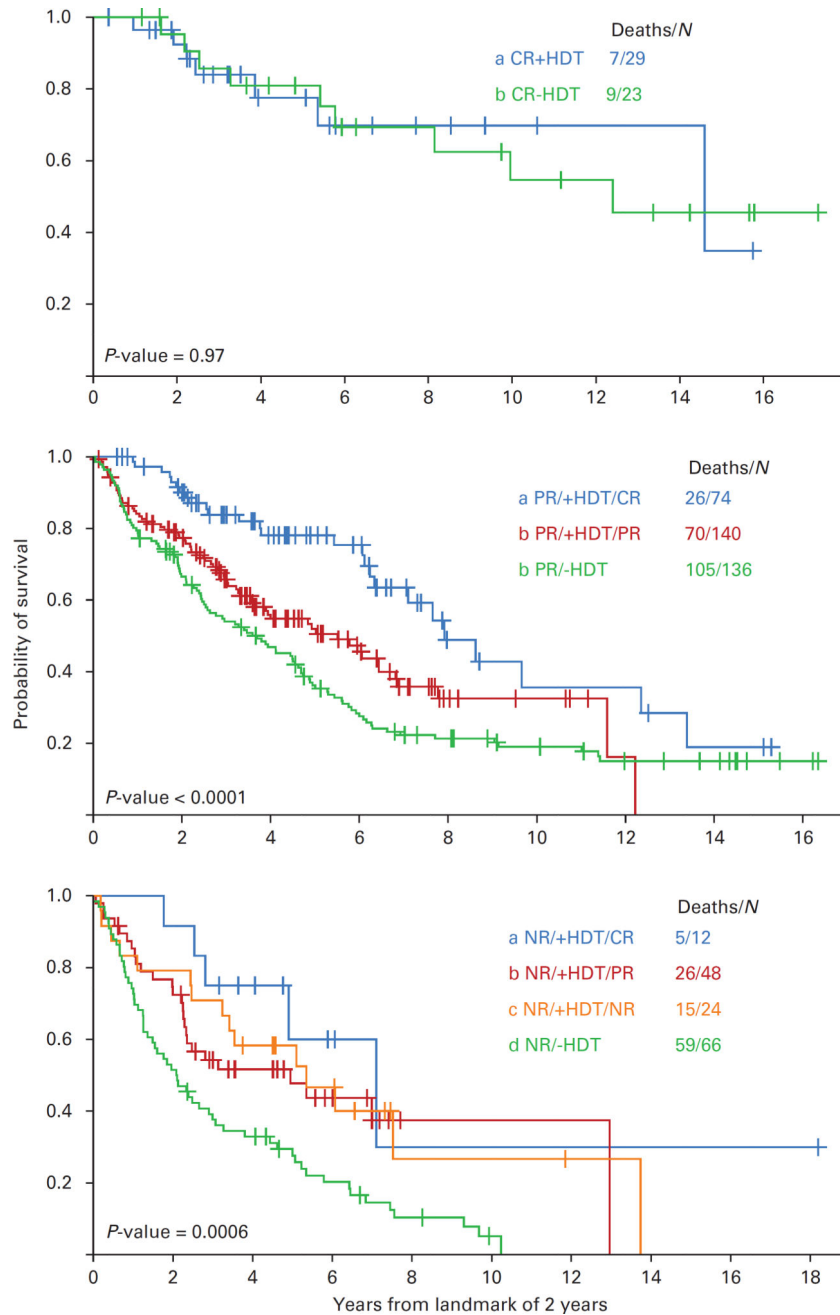 Deaths/N
a CR+HDT 7/29
b CR-HDT 9/23
1.0
0.8
0.6
0.4
0.2
P-value = 0.97
0 2 4 6 8 10 12 14 16
Deaths/N
a PR/+HDT/CR 26/74
b PR/+HDT/PR 70/140
b PR/-HDT 105/136
1.0
0.8
0.6
0.4
0.2
Probability of survival
P-value < 0.0001
0 2 4 6 8 10 12 14 16
Deaths/N
a NR/+HDT/CR 5/12
b NR/+HDT/PR 26/48
c NR/+HDT/NR 15/24
d NR/-HDT 59/66
1.0
0.8
0.6
0.4
0.2
P-value = 0.0006
0 2 4 6 8 10 12 14 16 18
Years from landmark of 2 years